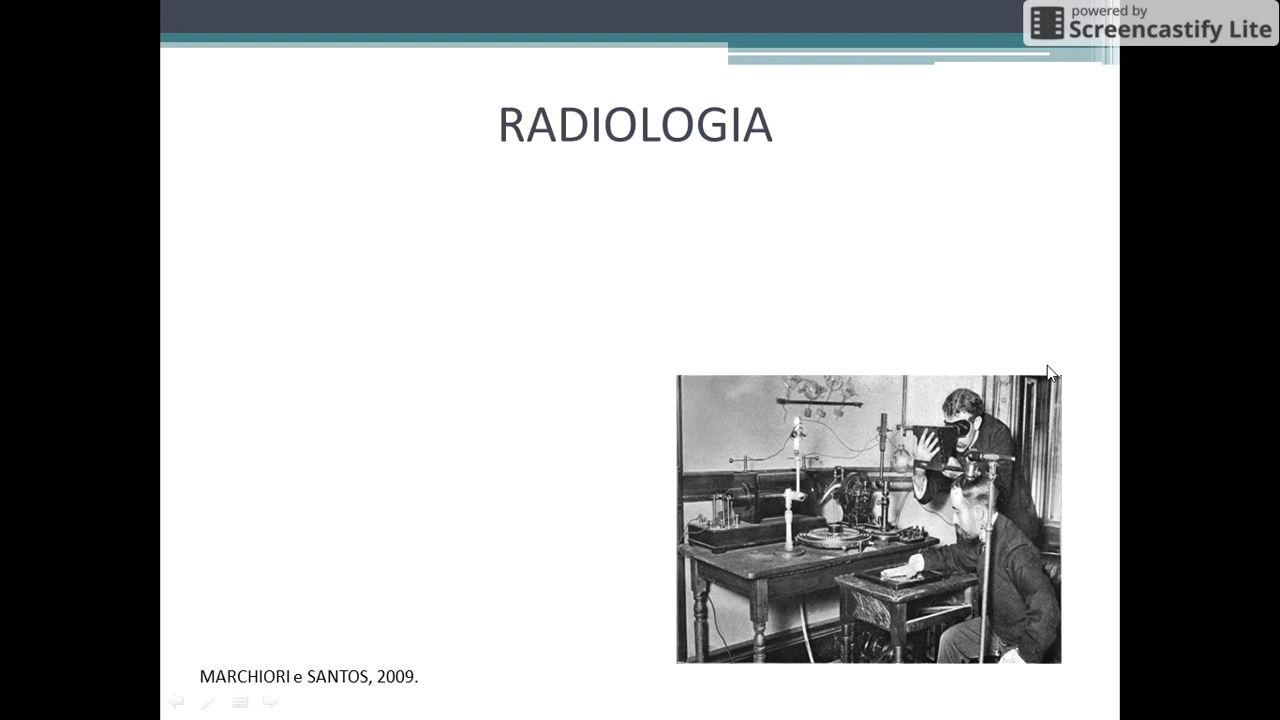 powered by
Screencastify Lite
RADIOLOGIA
MARCHIORI e SANTOS, 2009.